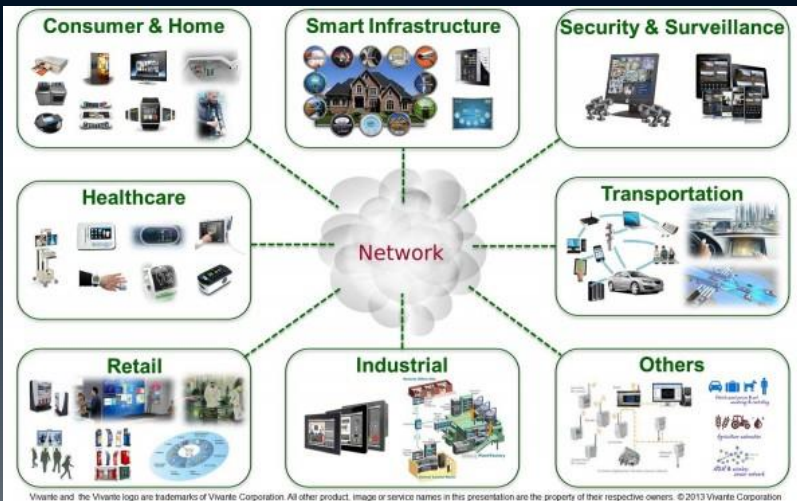 Consumer & Home
Smart Infrastructure
Security & Surveillance
Healthcare
Network
Transportation
Retail
Industrial
Others
Agriculture automation
Vivante and the Vivante logo are trademarks of Vivante Corporation. All other product, image or service names in this presentation are the property of their respective owners. © 2013 Vivante Corporation